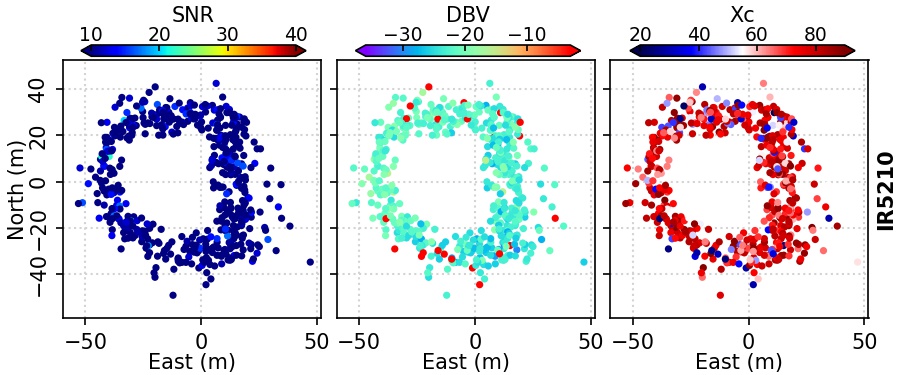 SNR DBV Xc
10 20 30 40 −30 −20 −10 20 40 60 80
North (m)
40
20
0
−20
−40
−50 0 50 −50 0 50 −50 0 50
East (m) East (m) East (m)
IR5210